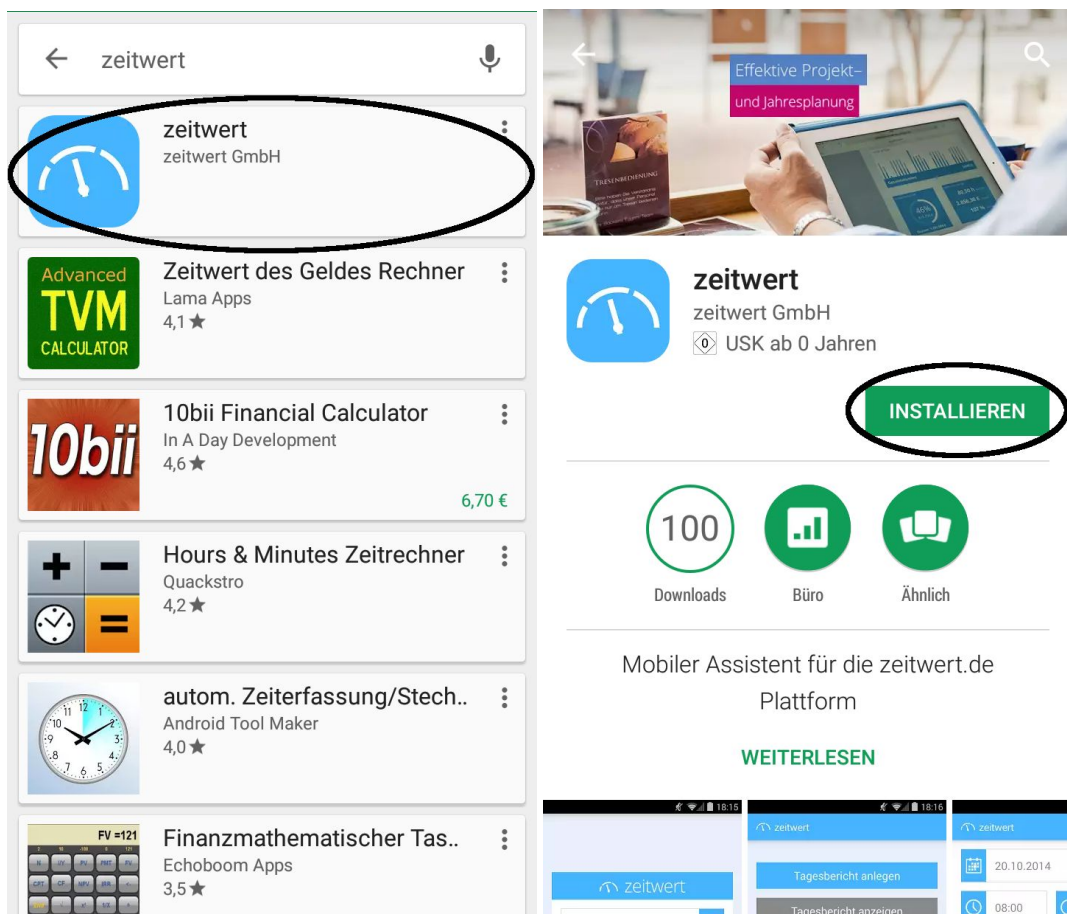 zeitwert
zeitwert
zeitwert GmbH
Advanced
TVM
CALCULATOR
Zeitwert des Geldes Rechner
Lama Apps
4,1 ★
10bii
10bii Financial Calculator
In A Day Development
4,6 ★
6,70 €
Hours & Minutes Zeitrechner
Quackstro
4,2 ★
autom. Zeiterfassung/Stech..
Android Tool Maker
4,0 ★
FV =121
Finanzmathematischer Tas..
Echoboom Apps
3,5 ★
Effektive Projekt–
und Jahresplanung
TRESENBEDIENUNG
46%
zeitwert
zeitwert GmbH
0 USK ab 0 Jahren
INSTALLIEREN
100
Downloads
Büro
Ähnlich
Mobiler Assistent für die zeitwert.de
Plattform
WEITERLESEN
18:15
zeitwert
18:16
zeitwert
Tagesbericht anlegen
Tagesbericht anzeigen
zeitwert
20.10.2014
08:00